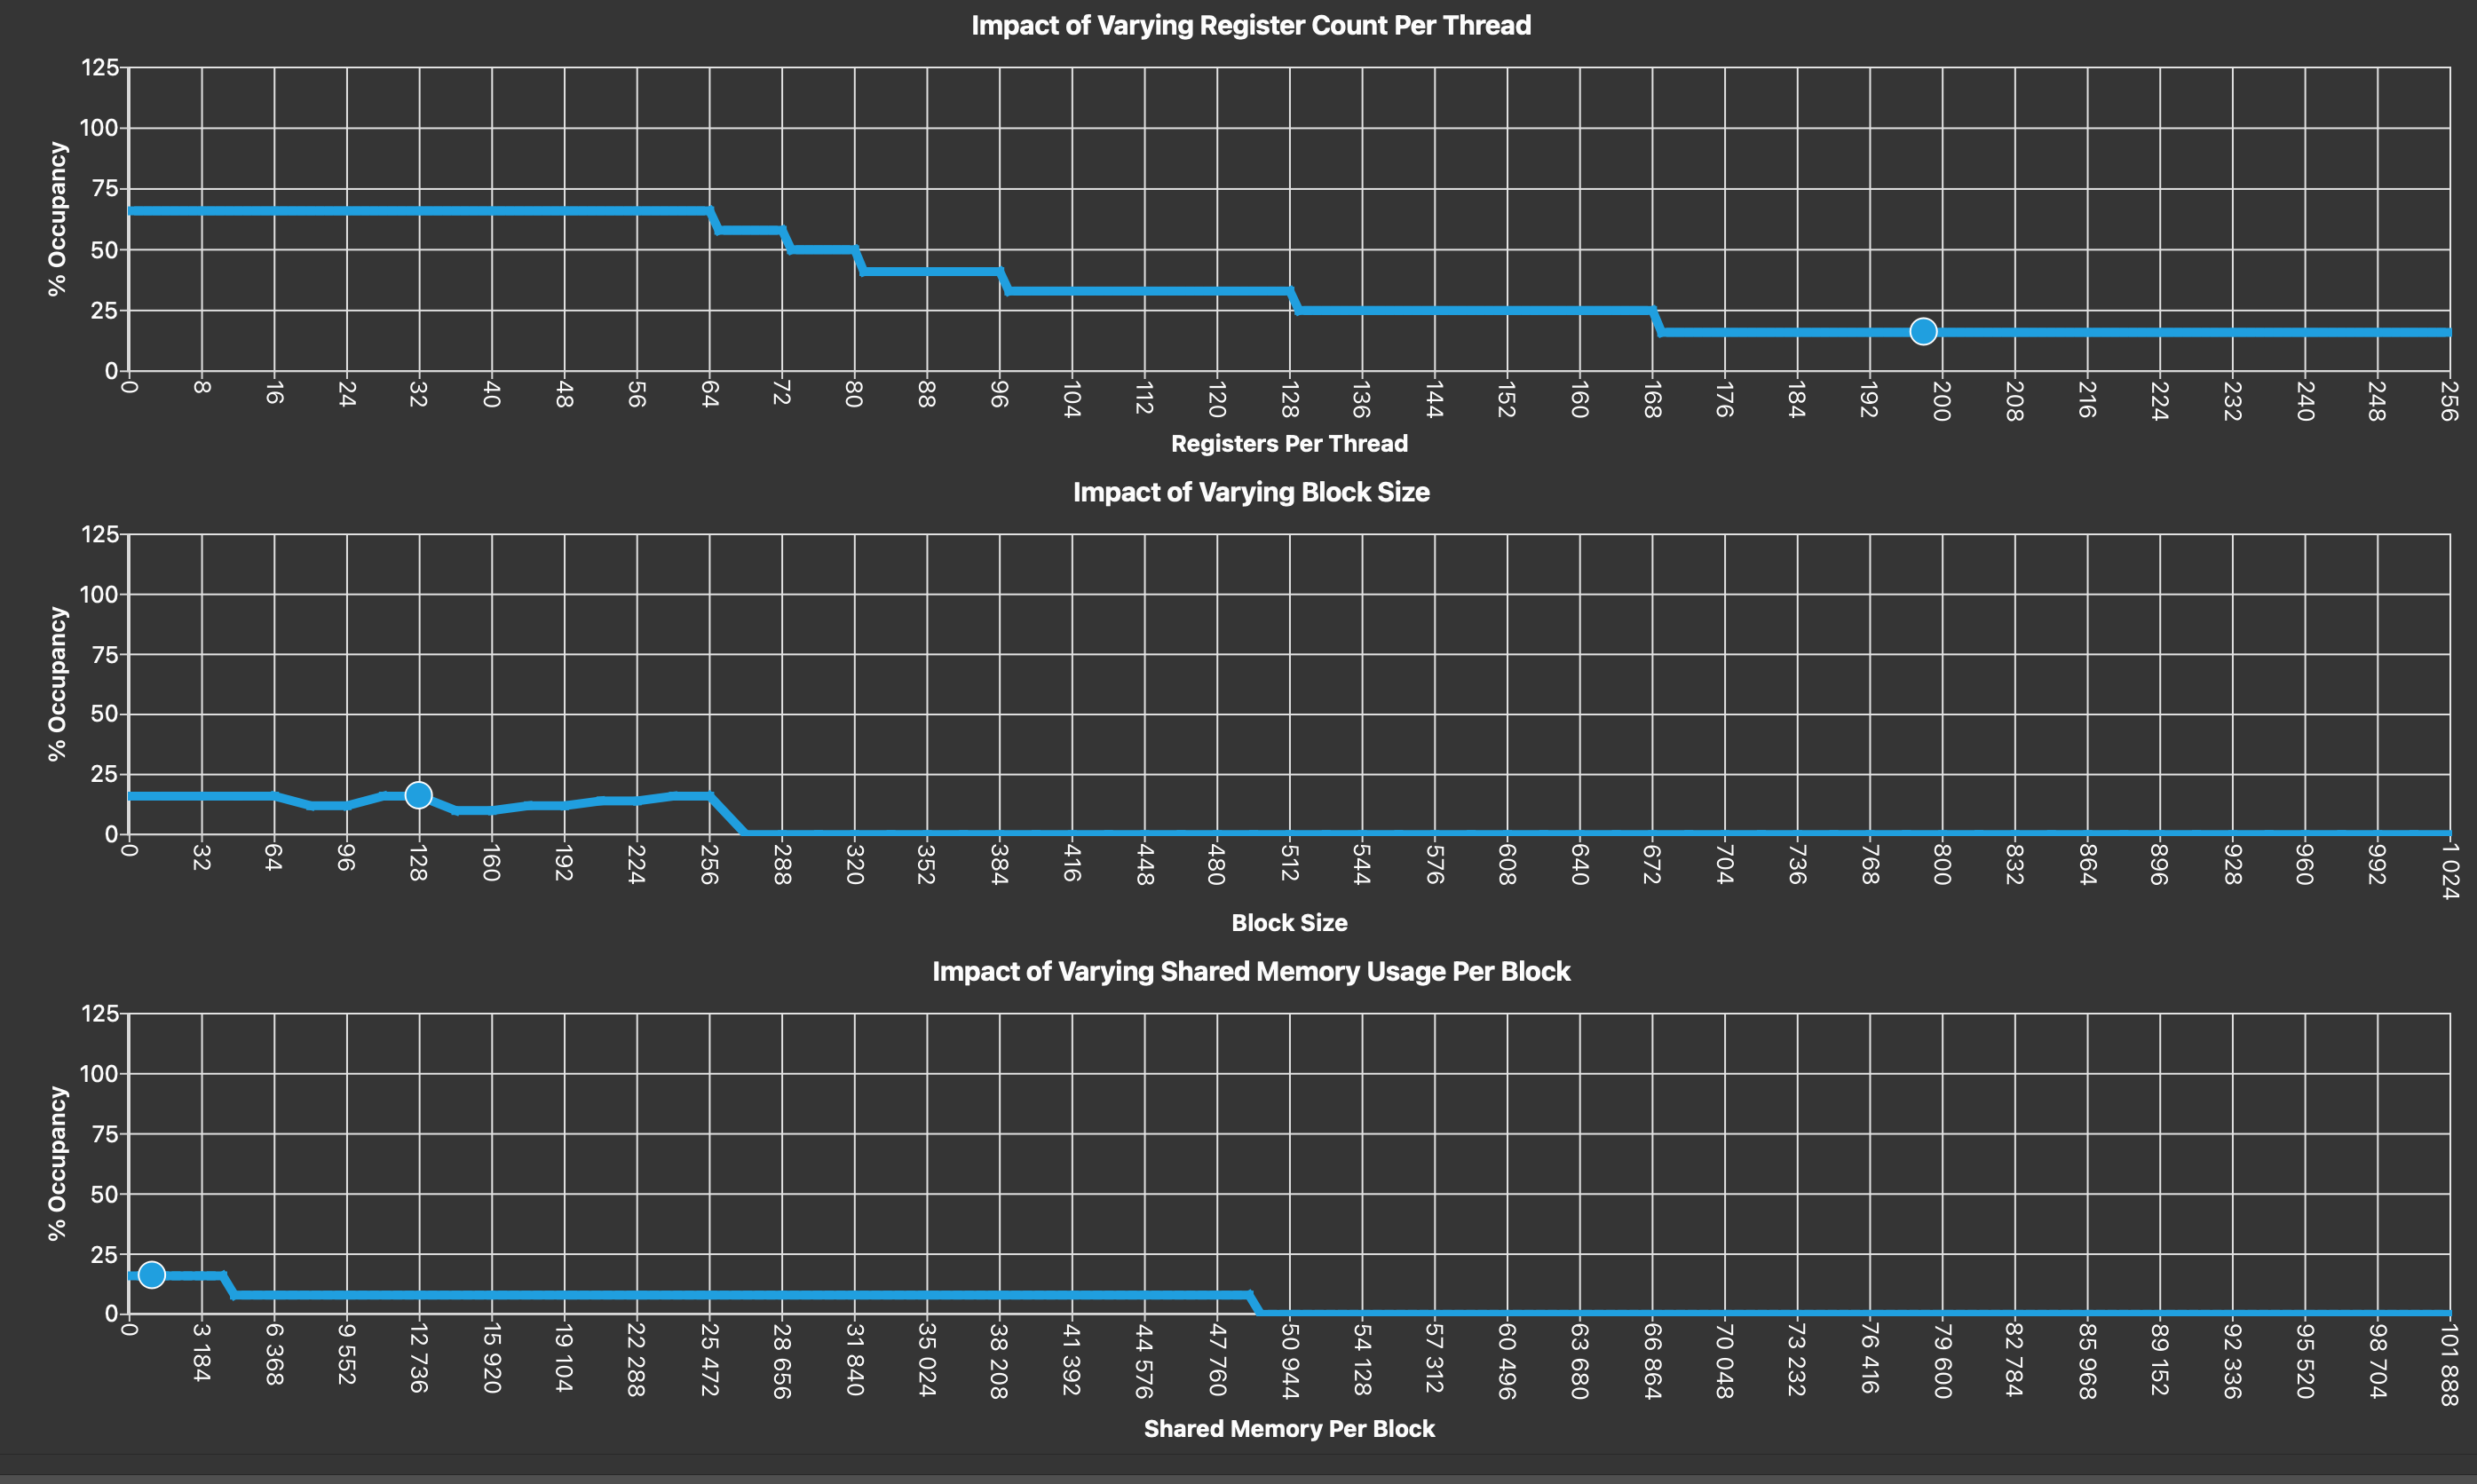 Impact of Varying Register Count Per Thread
125
100
75
50
25
0
% Occupancy
0 8 16 24 32 40 48 56 64 72 80 88 96 104 112 120 128 136 144 152 160 168 176 184 192 200 208 216 224 232 240 248 256
Registers Per Thread
Impact of Varying Block Size
125
100
75
50
25
0
% Occupancy
0 32 64 96 128 160 192 224 256 288 320 352 384 416 448 480 512 544 576 608 640 672 704 736 768 800 832 864 896 928 960 992 1 024
Block Size
Impact of Varying Shared Memory Usage Per Block
125
100
75
50
25
0
% Occupancy
0 3 184 6 368 9 552 12 736 15 920 19 104 22 288 25 472 28 656 31 840 35 024 38 208 41 392 44 576 47 760 50 944 54 128 57 312 60 496 63 680 66 864 70 048 73 232 76 416 79 600 82 784 85 968 89 152 92 336 95 520 98 704 101 888
Shared Memory Per Block